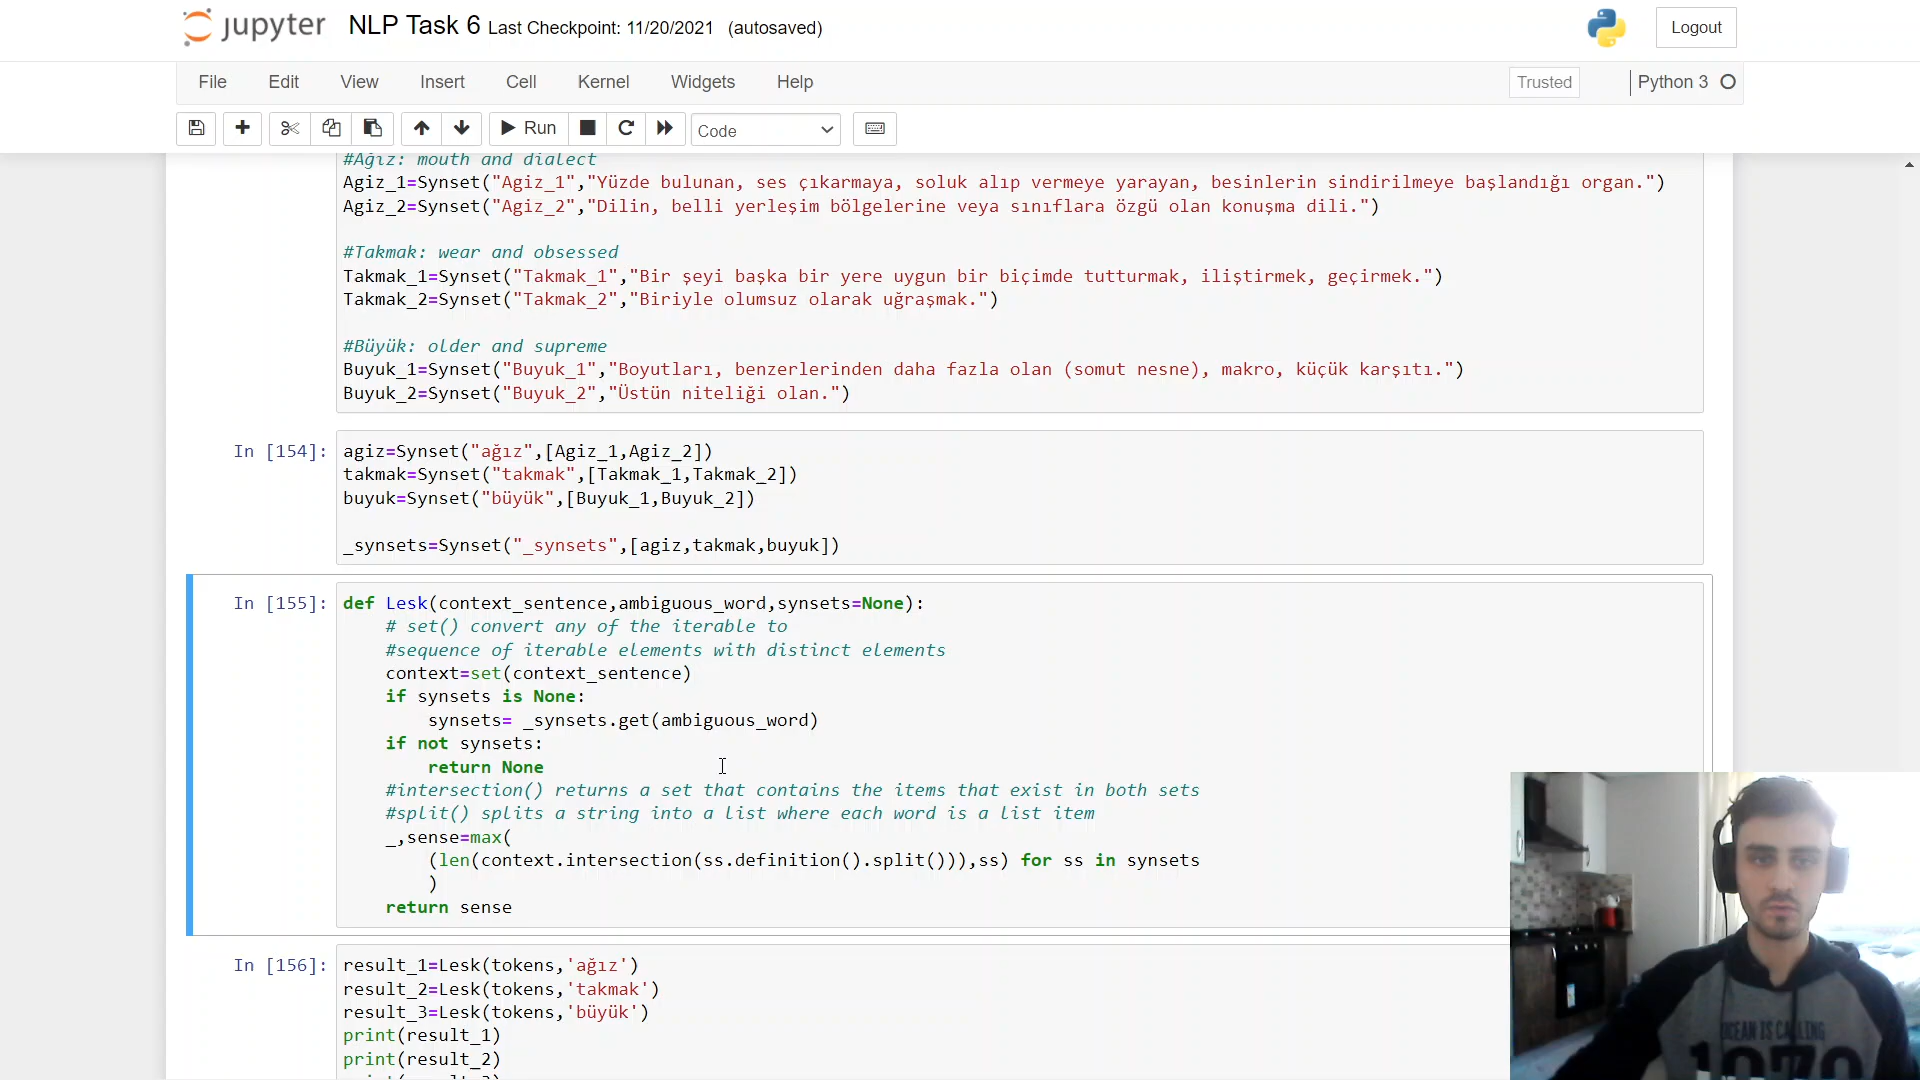 jupyter NLP Task 6 Last Checkpoint: 11/20/2021 (autosaved) Logout
File Edit View Insert Cell Kernel Widgets Help Trusted Python 3
Run Code
#Ağız: mouth and dialect
Agiz_1=Synset("Agiz_1","Yüzde bulunan, ses çıkarmaya, soluk alıp vermeye yarayan, besinlerin sindirilmeye başlandığı organ.")
Agiz_2=Synset("Agiz_2","Dilin, belli yerleşim bölgelerine veya sınıflara özgü olan konuşma dili.")
#Takmak: wear and obsessed
Takmak_1=Synset("Takmak_1","Bir şeyi başka bir yere uygun bir biçimde tutturmak, iliştirmek, geçirmek.")
Takmak_2=Synset("Takmak_2","Biriyle olumsuz olarak uğraşmak.")
#Büyük: older and supreme
Buyuk_1=Synset("Buyuk_1","Boyutları, benzerlerinden daha fazla olan (somut nesne), makro, küçük karşıtı.")
Buyuk_2=Synset("Buyuk_2","Üstün niteliği olan.")
In [154]: agiz=Synset("ağız",[Agiz_1,Agiz_2])
takmak=Synset("takmak",[Takmak_1,Takmak_2])
buyuk=Synset("büyük",[Buyuk_1,Buyuk_2])
_synsets=Synset("_synsets",[agiz,takmak,buyuk])
In [155]: def Lesk(context_sentence,ambiguous_word,synsets=None):
# set() convert any of the iterable to
#sequence of iterable elements with distinct elements
context=set(context_sentence)
if synsets is None:
synsets= _synsets.get(ambiguous_word)
if not synsets:
return None
#intersection() returns a set that contains the items that exist in both sets
#split() splits a string into a list where each word is a list item
_,sense=max(
(len(context.intersection(ss.definition().split())),ss) for ss in synsets
)
return sense
In [156]: result_1=Lesk(tokens,'ağız')
result_2=Lesk(tokens,'takmak')
result_3=Lesk(tokens,'büyük')
print(result_1)
print(result_2)